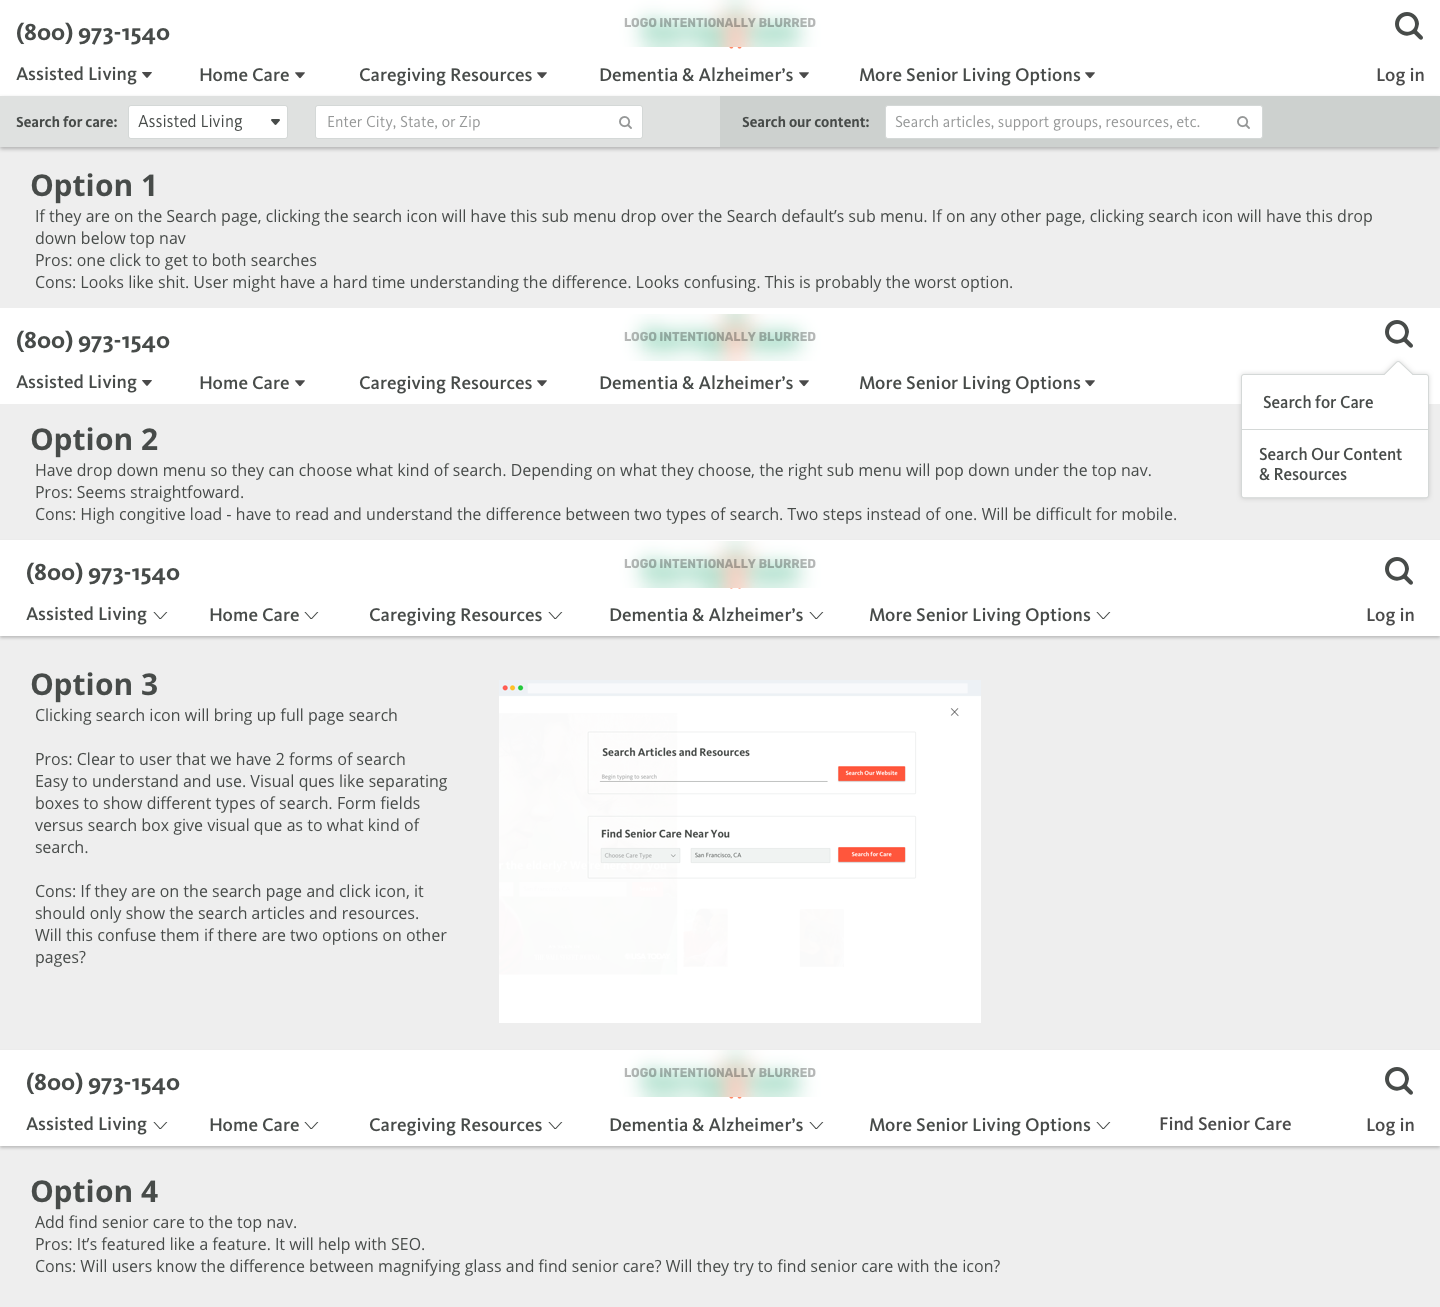 (800) 973-1540
LOGO INTENTIONALLY BLURRED
Assisted Living
Home Care
Caregiving Resources
Dementia & Alzheimer's
More Senior Living Options
Log in
Search for care:
Assisted Living
Enter City, State, or Zip
Search our content:
Search articles, support groups, resources, etc.
Option 1
If they are on the Search page, clicking the search icon will have this sub menu drop over the Search default's sub menu. If on any other page, clicking search icon will have this drop
down below top nav
Pros: one click to get to both searches
Cons: Looks like shit. User might have a hard time understanding the difference. Looks confusing. This is probably the worst option.
(800) 973-1540
LOGO INTENTIONALLY BLURRED
Assisted Living
Home Care
Caregiving Resources
Dementia & Alzheimer's
More Senior Living Options
Search for Care
Search Our Content
& Resources
Option 2
Have drop down menu so they can choose what kind of search. Depending on what they choose, the right sub menu will pop down under the top nav.
Pros: Seems straightfoward.
Cons: High congitive load - have to read and understand the difference between two types of search. Two steps instead of one. Will be difficult for mobile.
(800) 973-1540
LOGO INTENTIONALLY BLURRED
Assisted Living
Home Care
Caregiving Resources
Dementia & Alzheimer's
More Senior Living Options
Log in
Option 3
Clicking search icon will bring up full page search
Pros: Clear to user that we have 2 forms of search
Easy to understand and use. Visual ques like separating
boxes to show different types of search. Form fields
versus search box give visual que as to what kind of
search.
Cons: If they are on the search page and click icon, it
should only show the search articles and resources.
Will this confuse them if there are two options on other
pages?
Search Articles and Resources
Begin typing to search
Search Our Website
Find Senior Care Near You
Choose Care Type
San Francisco, CA
Search for Care
(800) 973-1540
LOGO INTENTIONALLY BLURRED
Assisted Living
Home Care
Caregiving Resources
Dementia & Alzheimer's
More Senior Living Options
Find Senior Care
Log in
Option 4
Add find senior care to the top nav.
Pros: It's featured like a feature. It will help with SEO.
Cons: Will users know the difference between magnifying glass and find senior care? Will they try to find senior care with the icon?